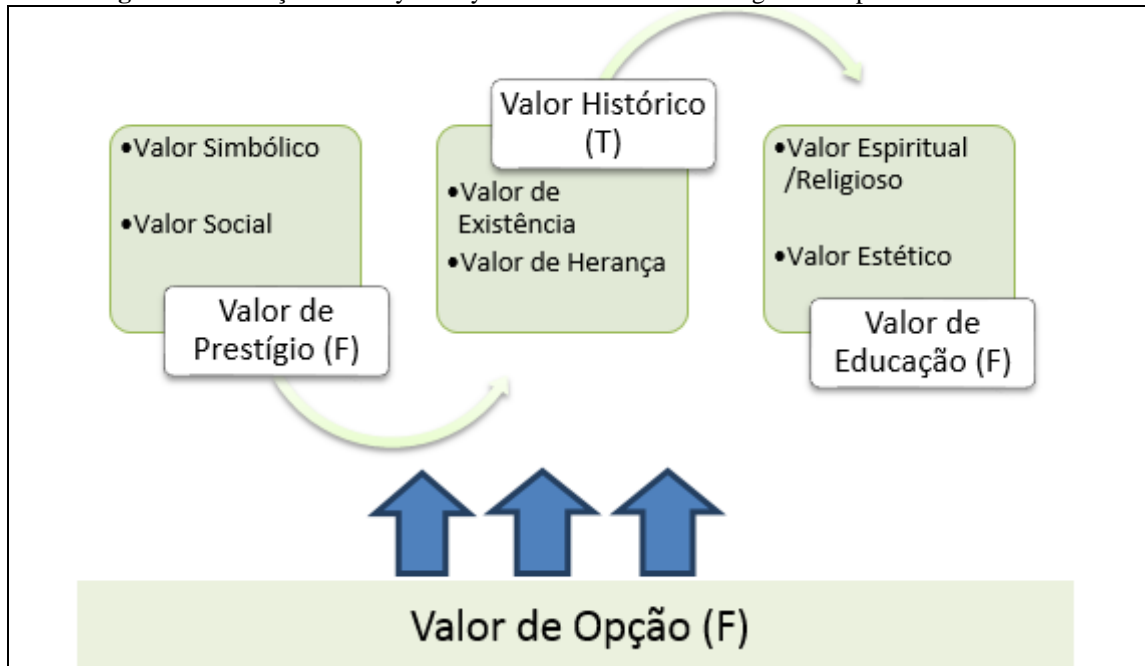 •Valor Simbólico
•Valor Social
Valor de
Prestígio (F)
Valor Histórico
(T)
•Valor de
Existência
•Valor de Herança
•Valor Espiritual
/Religioso
•Valor Estético
Valor de
Educação (F)
Valor de Opção (F)